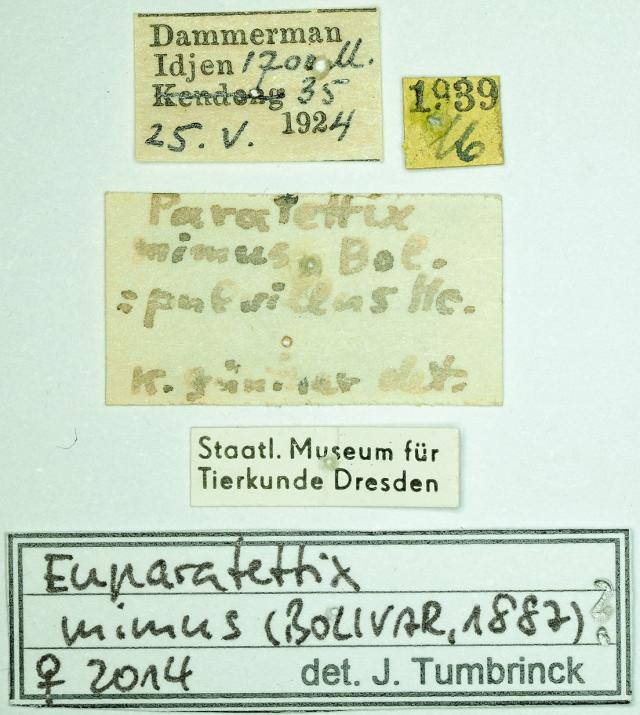 Dammerman
Idjen 1700 M.
Kendong 35
25. V. 1924
1939
16
Paratettix
mimus Bol.
= pulvillus Hc.
K. Günther det.
Staatl. Museum für
Tierkunde Dresden
Euparatettix
mimus (BOLIVAR, 1887)
♀ 2014 det. J. Tumbrinck